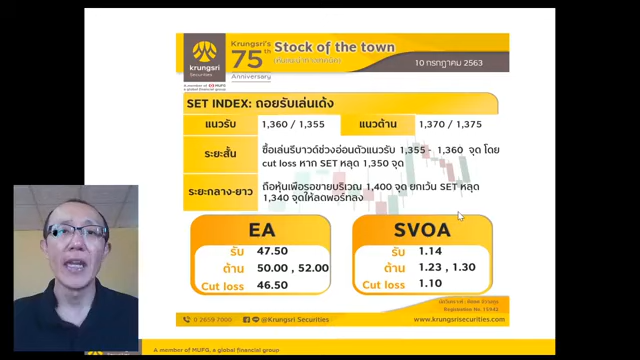 Krungsri's
75th
Anniversary
Stock of the town
10 กรกฎาคม 2563
krungsri
Securities
A member of MUFG
a global financial group
SET INDEX: ถอยรับเล่นเด้ง
แนวรับ 1,360 / 1,355 แนวต้าน 1,370 / 1,375
ระยะสั้น
ซื้อเล่นรีบาวด์ช่วงอ่อนตัวแนวรับ 1,355 - 1,360 จุด โดย
cut loss หาก SET หลุด 1,350 จุด
ระยะกลาง-ยาว
ถือหุ้นเพื่อรอขายบริเวณ 1,400 จุด ยกเว้น SET หลุด
1,340 จุดให้ลดพอร์ทลง
EA
รับ 47.50
ต้าน 50.00 , 52.00
Cut loss 46.50
SVOA
รับ 1.14
ต้าน 1.23 , 1.30
Cut loss 1.10
Registration No. 13442
0 2659 7000 @Krungsri Securities www.krungsrisecurities.com
A member of MUFG, a global financial group